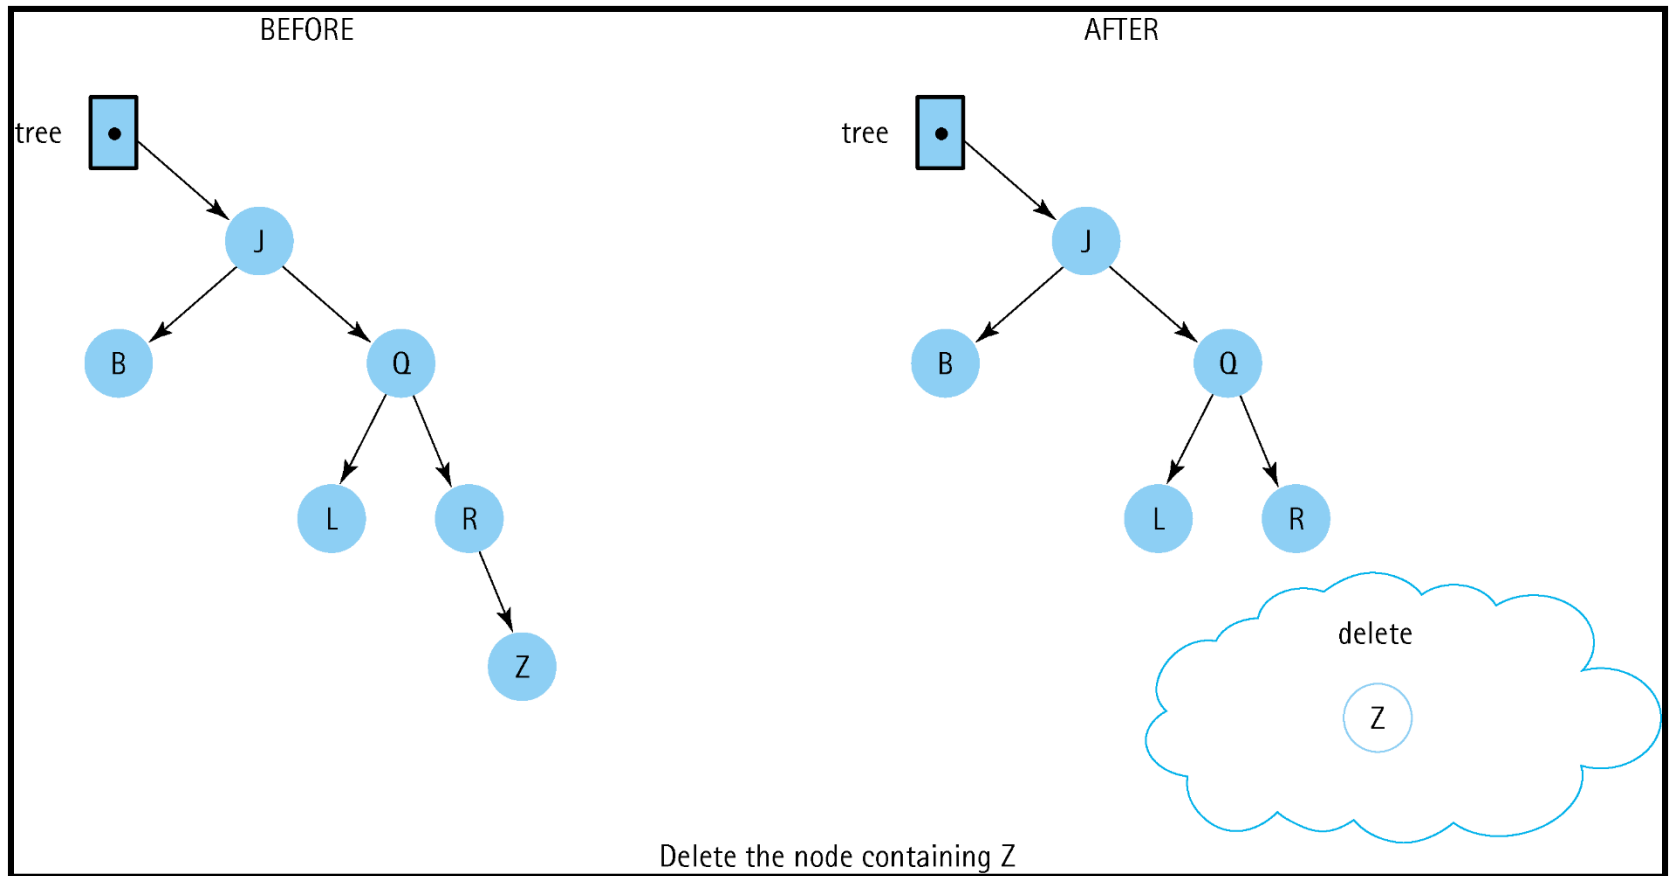 BEFORE
AFTER
tree
J
B
Q
L
R
Z
tree
J
B
Q
L
R
delete
Z
Delete the node containing Z